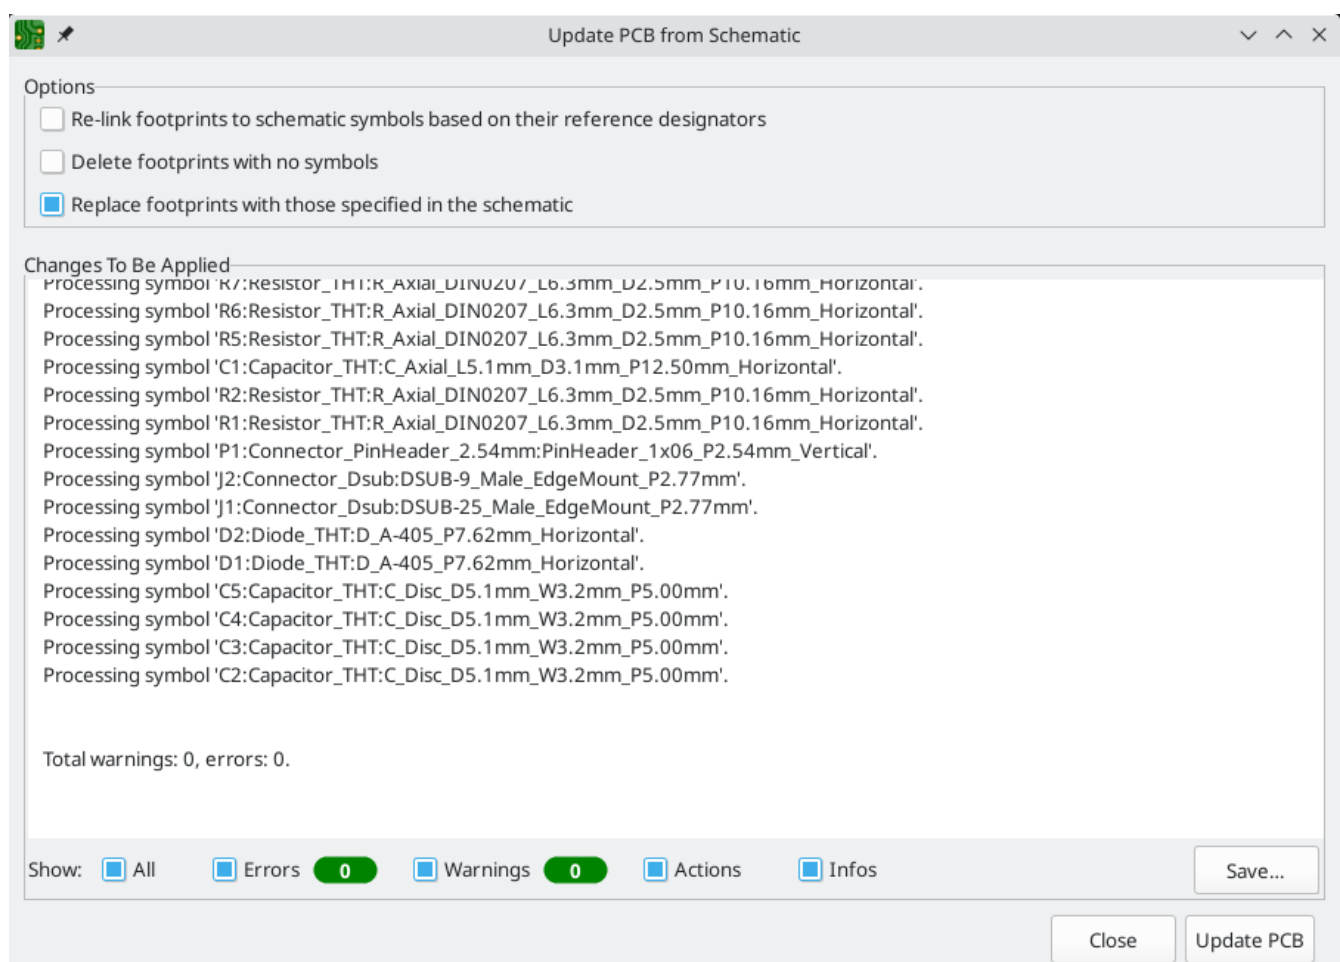 Update PCB from Schematic
Options
Re-link footprints to schematic symbols based on their reference designators
Delete footprints with no symbols
Replace footprints with those specified in the schematic
Changes To Be Applied
Processing symbol 'R7:Resistor_THT:R_Axial_DIN0207_L6.3mm_D2.5mm_P10.16mm_Horizontal'.
Processing symbol 'R6:Resistor_THT:R_Axial_DIN0207_L6.3mm_D2.5mm_P10.16mm_Horizontal'.
Processing symbol 'R5:Resistor_THT:R_Axial_DIN0207_L6.3mm_D2.5mm_P10.16mm_Horizontal'.
Processing symbol 'C1:Capacitor_THT:C_Axial_L5.1mm_D3.1mm_P12.50mm_Horizontal'.
Processing symbol 'R2:Resistor_THT:R_Axial_DIN0207_L6.3mm_D2.5mm_P10.16mm_Horizontal'.
Processing symbol 'R1:Resistor_THT:R_Axial_DIN0207_L6.3mm_D2.5mm_P10.16mm_Horizontal'.
Processing symbol 'P1:Connector_PinHeader_2.54mm:PinHeader_1x06_P2.54mm_Vertical'.
Processing symbol 'J2:Connector_Dsub:DSUB-9_Male_EdgeMount_P2.77mm'.
Processing symbol 'J1:Connector_Dsub:DSUB-25_Male_EdgeMount_P2.77mm'.
Processing symbol 'D2:Diode_THT:D_A-405_P7.62mm_Horizontal'.
Processing symbol 'D1:Diode_THT:D_A-405_P7.62mm_Horizontal'.
Processing symbol 'C5:Capacitor_THT:C_Disc_D5.1mm_W3.2mm_P5.00mm'.
Processing symbol 'C4:Capacitor_THT:C_Disc_D5.1mm_W3.2mm_P5.00mm'.
Processing symbol 'C3:Capacitor_THT:C_Disc_D5.1mm_W3.2mm_P5.00mm'.
Processing symbol 'C2:Capacitor_THT:C_Disc_D5.1mm_W3.2mm_P5.00mm'.
Total warnings: 0, errors: 0.
Show: All Errors 0 Warnings 0 Actions Infos Save...
Close Update PCB